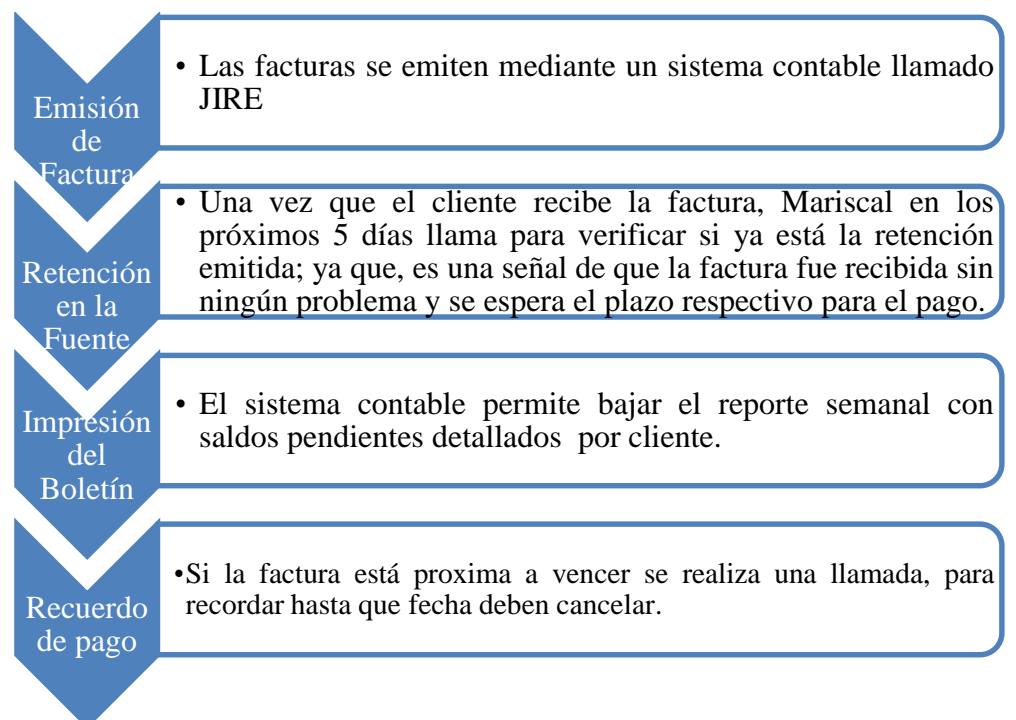 Emisión
de
Factura
• Las facturas se emiten mediante un sistema contable llamado
JIRE
Retención
en la
Fuente
• Una vez que el cliente recibe la factura, Mariscal en los
próximos 5 días llama para verificar si ya está la retención
emitida; ya que, es una señal de que la factura fue recibida sin
ningún problema y se espera el plazo respectivo para el pago.
Impresión
del
Boletín
• El sistema contable permite bajar el reporte semanal con
saldos pendientes detallados por cliente.
Recuerdo
de pago
•Si la factura está proxima a vencer se realiza una llamada, para
recordar hasta que fecha deben cancelar.